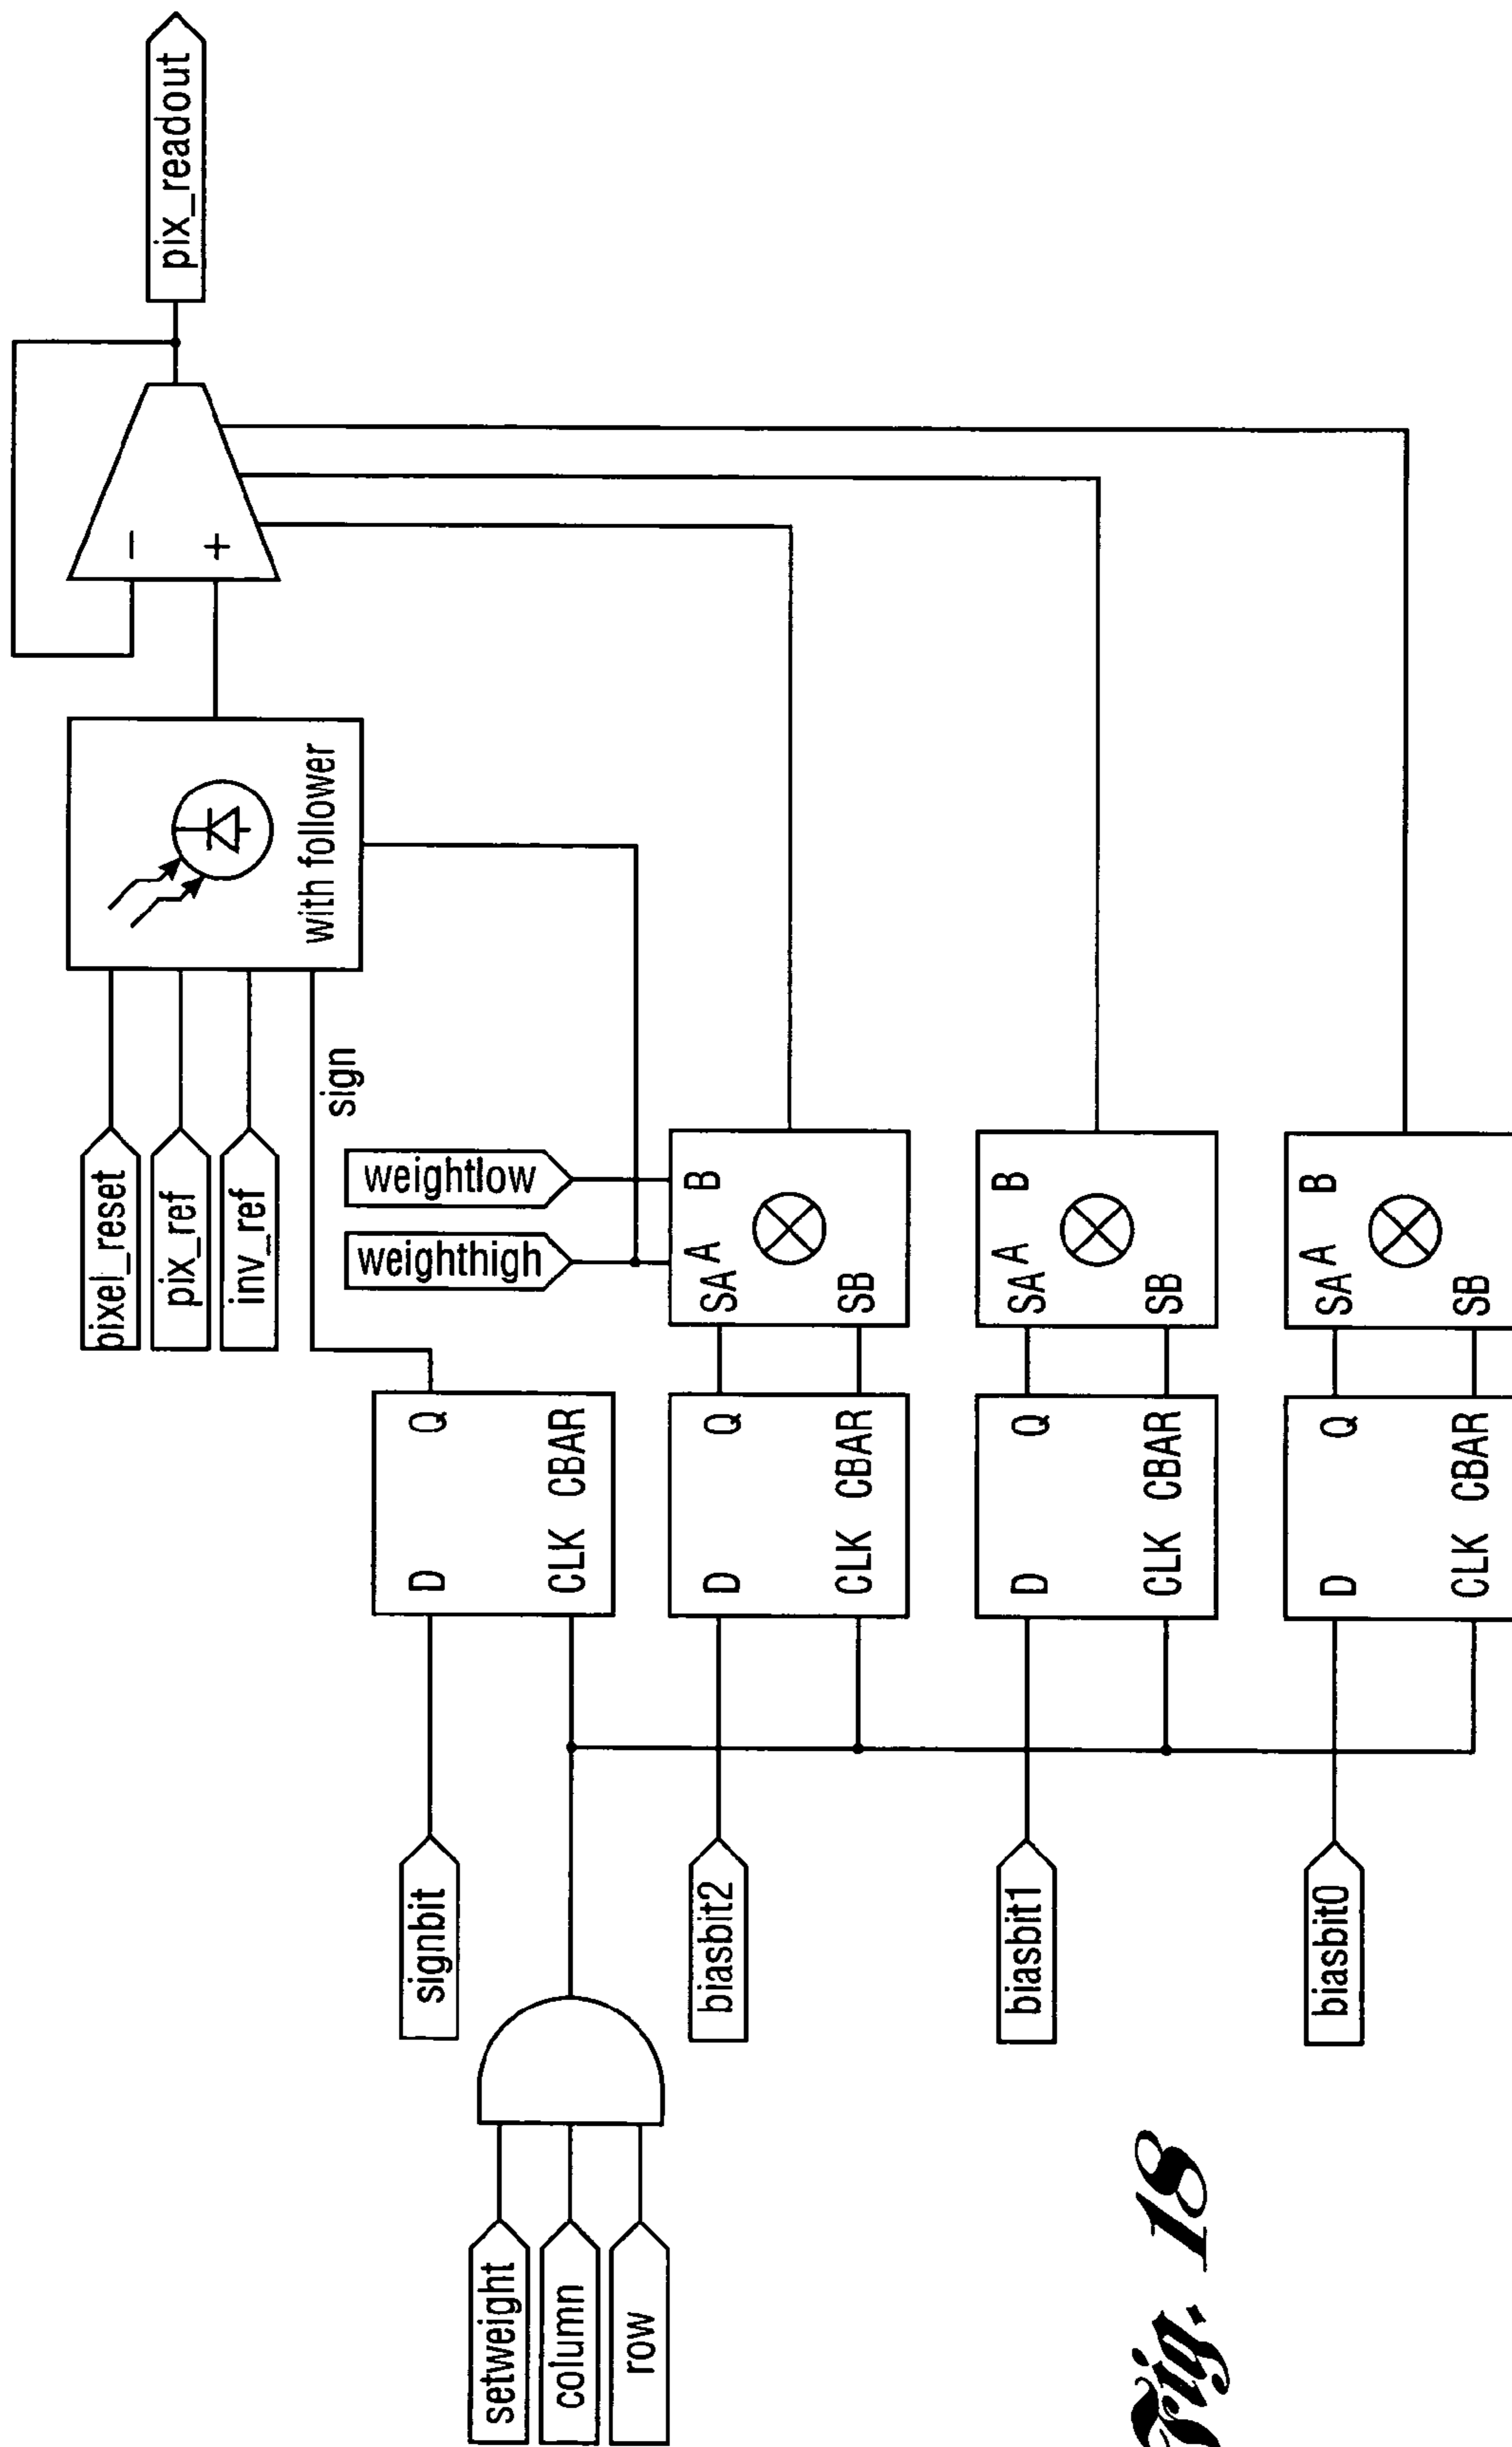 pix_readout
−
+
with follower
pixel_reset
pix_ref
inv_ref
sign
weightlow
weighthigh
signbit
D Q
CLK CBAR
setweight
column
row
biasbit2
D Q
CLK CBAR
SA A B
SB
biasbit1
D Q
CLK CBAR
SA A B
SB
biasbit0
D Q
CLK CBAR
SA A B
SB
Fig. 18